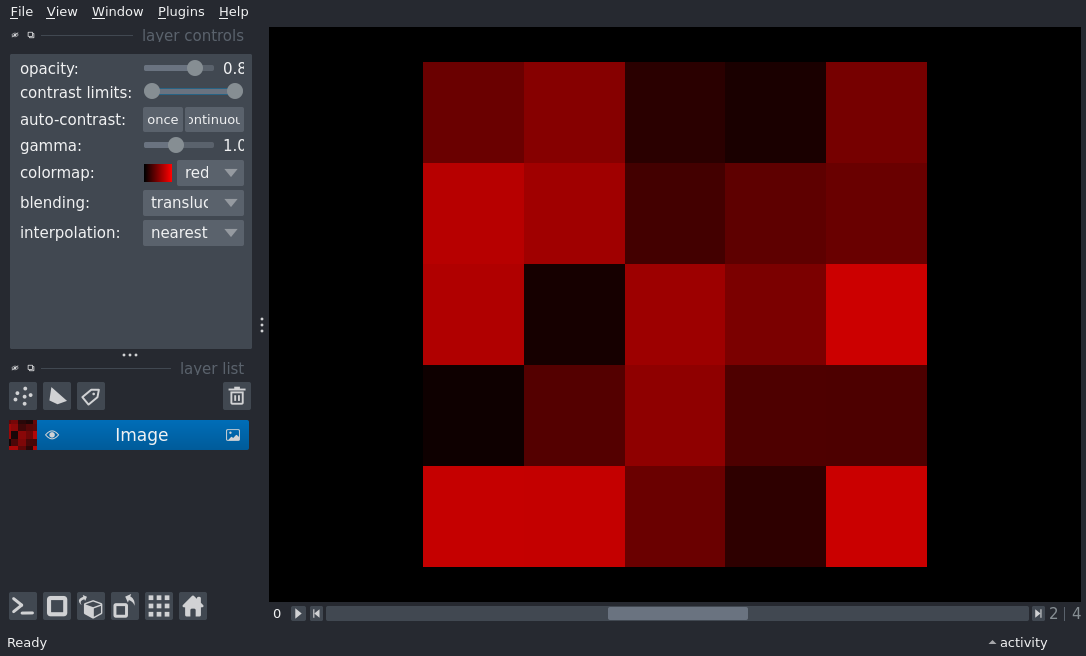 File View Window Plugins Help
layer controls
opacity: 0.8
contrast limits:
auto-contrast: once ontinuou
gamma: 1.0
colormap: red
blending: transluc
interpolation: nearest
layer list
Image
0 2 | 4
Ready activity